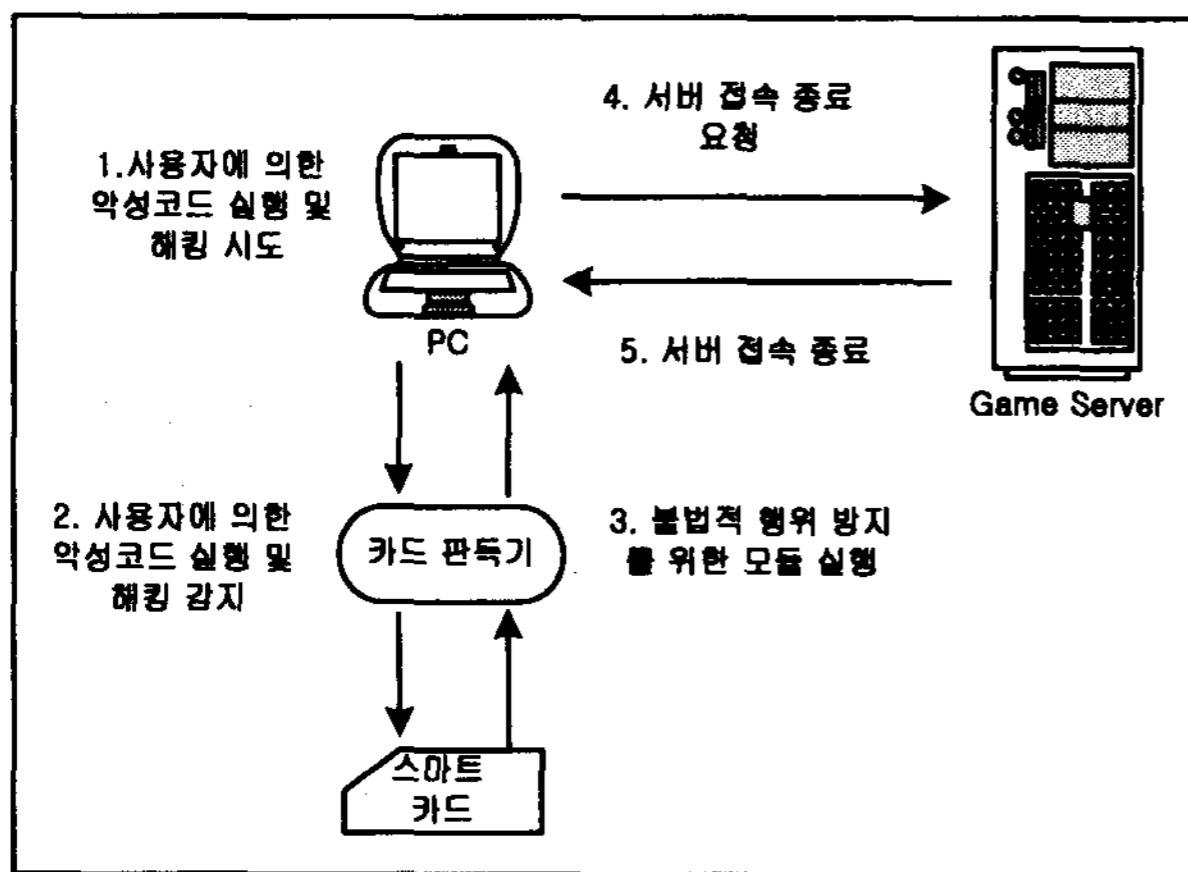 1.사용자에 의한
악성코드 실행 및
해킹 시도
PC
4. 서버 접속 종료
요청
5. 서버 접속 종료
Game Server
2. 사용자에 의한
악성코드 실행 및
해킹 감지
카드 판독기
3. 불법적 행위 방지
를 위한 모듈 실행
스마트
카드